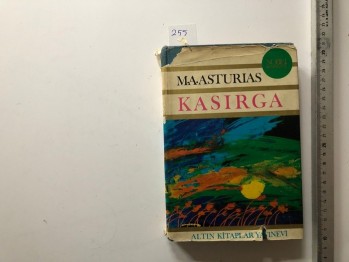 255
M.A.ASTURIAS
KASIRGA
ALTIN KİTAPLAR YAYINEVİ